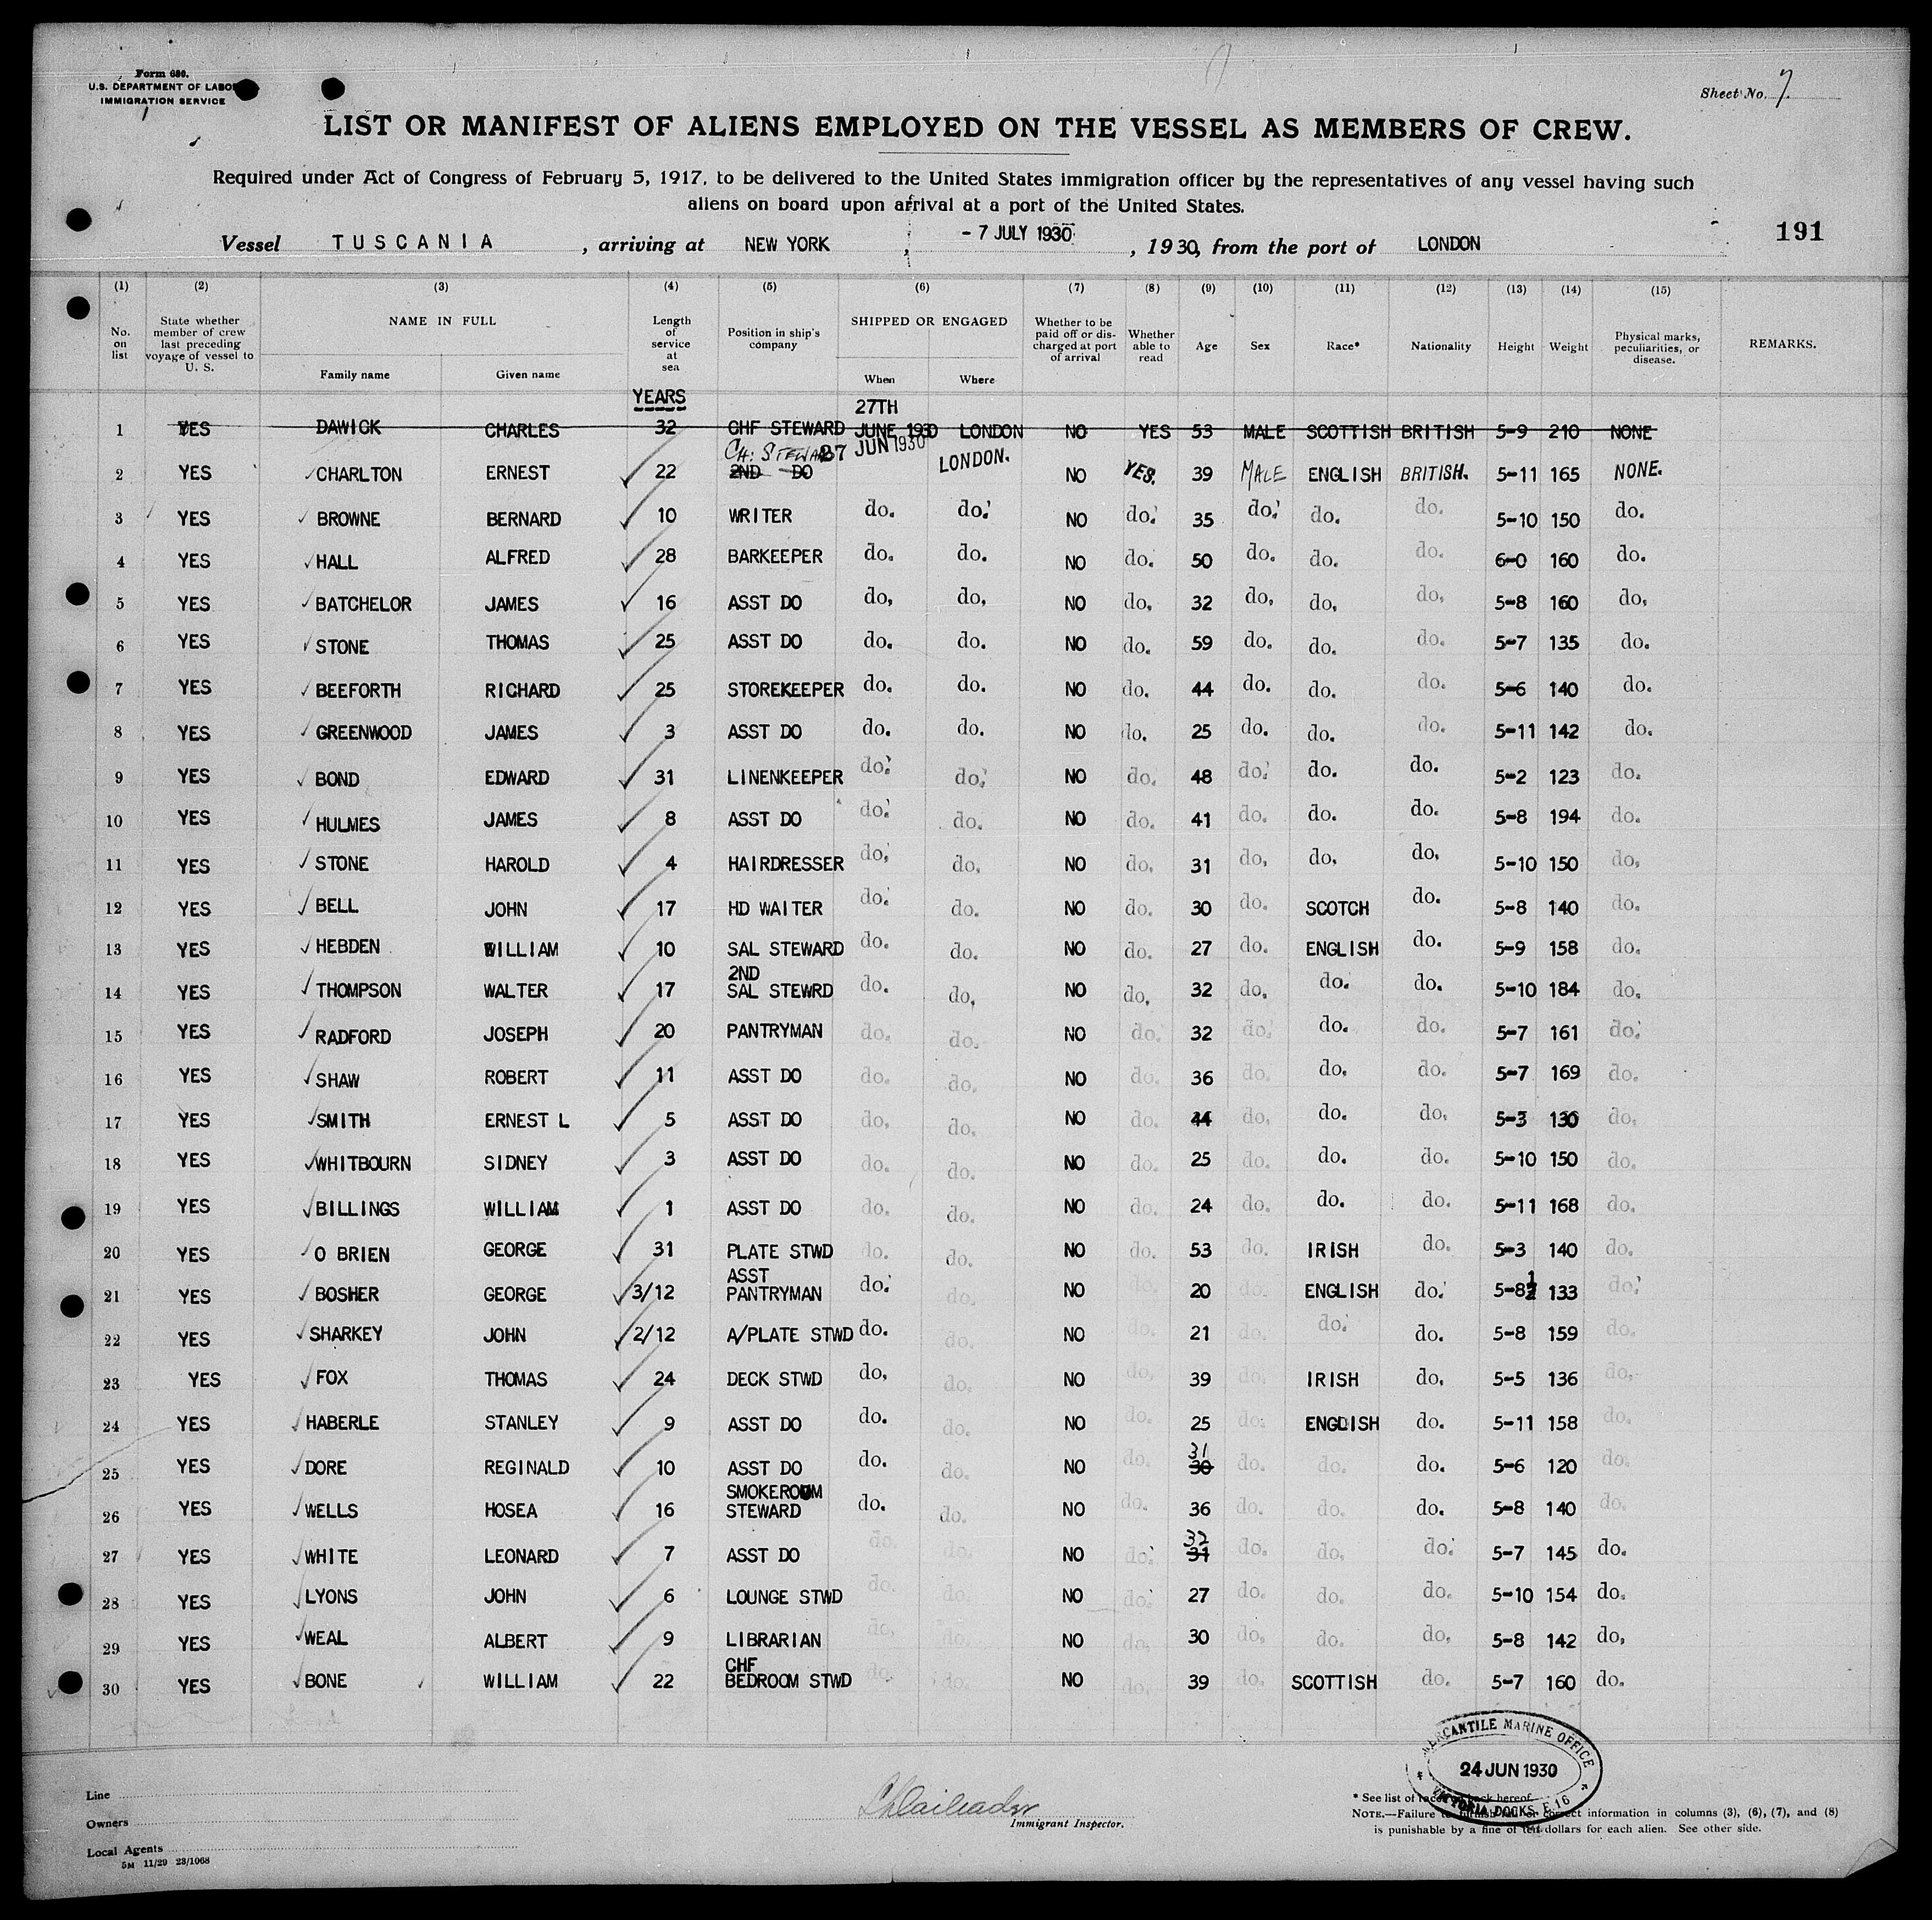 Form 680.
U.S. DEPARTMENT OF LABOR
IMMIGRATION SERVICE
Sheet No. 7.
LIST OR MANIFEST OF ALIENS EMPLOYED ON THE VESSEL AS MEMBERS OF CREW.
Required under Act of Congress of February 5, 1917, to be delivered to the United States immigration officer by the representatives of any vessel having such
aliens on board upon arrival at a port of the United States.
191
Vessel TUSCANIA , arriving at NEW YORK , - 7 JULY 1930 , 1930, from the port of LONDON
(1) (2) (3) (4) (5) (6) (7) (8) (9) (10) (11) (12) (13) (14) (15)
No. on list State whether member of crew last preceding voyage of vessel to U. S. NAME IN FULL Family name Given name Length of service at sea Position in ship's company SHIPPED OR ENGAGED When Where Whether to be paid off or discharged at port of arrival Whether able to read Age Sex Race* Nationality Height Weight Physical marks, peculiarities, or disease. REMARKS.
YEARS
27TH
1 YES DAWICK CHARLES 32 CHF STEWARD JUNE 1930 LONDON NO YES 53 MALE SCOTTISH BRITISH 5-9 210 NONE
CH: STEWARD 27 JUN 1930
2 YES CHARLTON ERNEST 22 2ND DO LONDON. NO YES. 39 MALE ENGLISH BRITISH. 5-11 165 NONE.
3 YES BROWNE BERNARD 10 WRITER do. do. NO do. 35 do. do. do. 5-10 150 do.
4 YES HALL ALFRED 28 BARKEEPER do. do. NO do. 50 do. do. do. 6-0 160 do.
5 YES BATCHELOR JAMES 16 ASST DO do. do. NO do. 32 do. do. do. 5-8 160 do.
6 YES STONE THOMAS 25 ASST DO do. do. NO do. 59 do. do. do. 5-7 135 do.
7 YES BEEFORTH RICHARD 25 STOREKEEPER do. do. NO do. 44 do. do. do. 5-6 140 do.
8 YES GREENWOOD JAMES 3 ASST DO do. do. NO do. 25 do. do. do. 5-11 142 do.
9 YES BOND EDWARD 31 LINENKEEPER do. do. NO do. 48 do. do. do. 5-2 123 do.
10 YES HULMES JAMES 8 ASST DO do. do. NO do. 41 do. do. do. 5-8 194 do.
11 YES STONE HAROLD 4 HAIRDRESSER do. do. NO do. 31 do. do. do. 5-10 150 do.
12 YES BELL JOHN 17 HD WAITER do. do. NO do. 30 do. SCOTCH do. 5-8 140 do.
13 YES HEBDEN WILLIAM 10 SAL STEWARD do. do. NO do. 27 do. ENGLISH do. 5-9 158 do.
2ND
14 YES THOMPSON WALTER 17 SAL STEWRD do. do. NO do. 32 do. do. do. 5-10 184 do.
15 YES RADFORD JOSEPH 20 PANTRYMAN do. do. NO do. 32 do. do. do. 5-7 161 do.
16 YES SHAW ROBERT 11 ASST DO do. do. NO do. 36 do. do. do. 5-7 169 do.
17 YES SMITH ERNEST L 5 ASST DO do. do. NO do. 44 do. do. do. 5-3 130 do.
18 YES WHITBOURN SIDNEY 3 ASST DO do. do. NO do. 25 do. do. do. 5-10 150 do.
19 YES BILLINGS WILLIAM 1 ASST DO do. do. NO do. 24 do. do. do. 5-11 168 do.
20 YES O BRIEN GEORGE 31 PLATE STWD do. do. NO do. 53 do. IRISH do. 5-3 140 do.
ASST
21 YES BOSHER GEORGE 3/12 PANTRYMAN do. do. NO do. 20 do. ENGLISH do. 5-8½ 133 do.
22 YES SHARKEY JOHN 2/12 A/PLATE STWD do. do. NO do. 21 do. do. do. 5-8 159 do.
23 YES FOX THOMAS 24 DECK STWD do. do. NO do. 39 do. IRISH do. 5-5 136 do.
24 YES HABERLE STANLEY 9 ASST DO do. do. NO do. 25 do. ENGLISH do. 5-11 158 do.
31
25 YES DORE REGINALD 10 ASST DO do. do. NO do. 30 do. do. do. 5-6 120 do.
SMOKEROOM
26 YES WELLS HOSEA 16 STEWARD do. do. NO do. 36 do. do. do. 5-8 140 do.
32
27 YES WHITE LEONARD 7 ASST DO do. do. NO do. 31 do. do. do. 5-7 145 do.
28 YES LYONS JOHN 6 LOUNGE STWD do. do. NO do. 27 do. do. do. 5-10 154 do.
29 YES WEAL ALBERT 9 LIBRARIAN do. do. NO do. 30 do. do. do. 5-8 142 do.
CHF
30 YES BONE WILLIAM 22 BEDROOM STWD do. do. NO do. 39 do. SCOTTISH do. 5-7 160 do.
MERCANTILE MARINE OFFICE
24 JUN 1930
VICTORIA DOCKS, E 16
Line
Owners
Local Agents
5M 11/29 23/1068
Immigrant Inspector.
* See list of races on back hereof.
NOTE.—Failure to furnish full or correct information in columns (3), (6), (7), and (8)
is punishable by a fine of ten dollars for each alien. See other side.